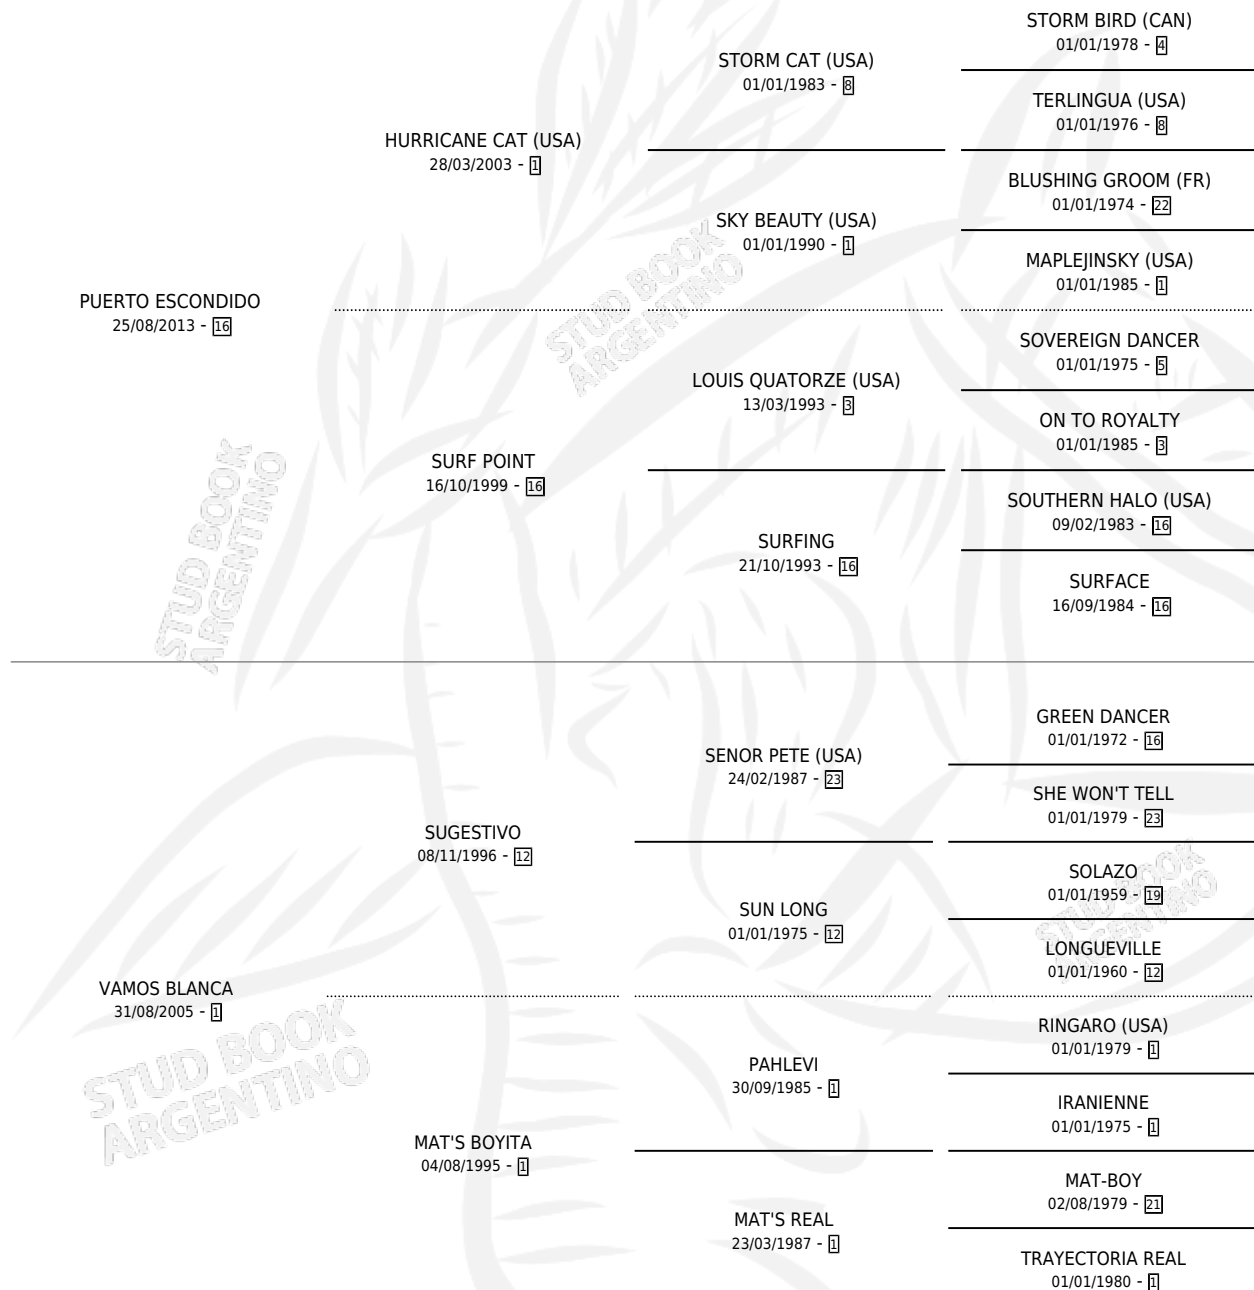 STORM BIRD (CAN)
01/01/1978 - 4
STORM CAT (USA)
01/01/1983 - 8
TERLINGUA (USA)
01/01/1976 - 8
HURRICANE CAT (USA)
28/03/2003 - 1
BLUSHING GROOM (FR)
01/01/1974 - 22
SKY BEAUTY (USA)
01/01/1990 - 1
MAPLEJINSKY (USA)
01/01/1985 - 1
PUERTO ESCONDIDO
25/08/2013 - 16
SOVEREIGN DANCER
01/01/1975 - 5
LOUIS QUATORZE (USA)
13/03/1993 - 3
ON TO ROYALTY
01/01/1985 - 3
SURF POINT
16/10/1999 - 16
SOUTHERN HALO (USA)
09/02/1983 - 16
SURFING
21/10/1993 - 16
SURFACE
16/09/1984 - 16
STUD BOOK
ARGENTINO
STUD BOOK
ARGENTINO
GREEN DANCER
01/01/1972 - 16
SENOR PETE (USA)
24/02/1987 - 23
SHE WON'T TELL
01/01/1979 - 23
SUGESTIVO
08/11/1996 - 12
SOLAZO
01/01/1959 - 19
SUN LONG
01/01/1975 - 12
LONGUEVILLE
01/01/1960 - 12
VAMOS BLANCA
31/08/2005 - 1
RINGARO (USA)
01/01/1979 - 1
PAHLEVI
30/09/1985 - 1
IRANIENNE
01/01/1975 - 1
MAT'S BOYITA
04/08/1995 - 1
MAT-BOY
02/08/1979 - 21
MAT'S REAL
23/03/1987 - 1
TRAYECTORIA REAL
01/01/1980 - 1
STUD BOOK
ARGENTINO
STUD BOOK
ARGENTINO